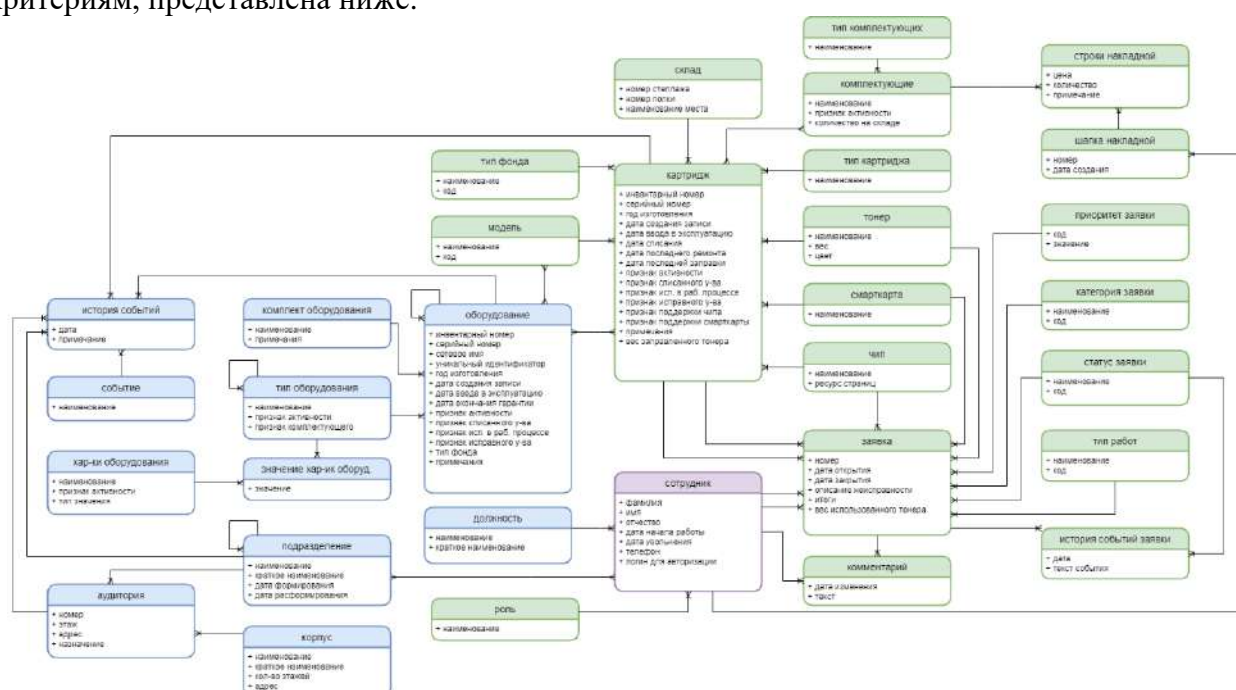 критериям, представлена ниже.
тип комплектующих
+ наименование
строки накладной
+ цена
+ количество
+ примечание
склад
+ номер стеллажа
+ номер полки
+ наименование места
комплектующие
+ наименование
+ признак активности
+ количество на складе
шапка накладной
+ номер
+ дата создания
тип фонда
+ наименование
+ код
картридж
+ инвентарный номер
+ серийный номер
+ год изготовления
+ дата создания записи
+ дата ввода в эксплуатацию
+ дата списания
+ дата последнего ремонта
+ дата последней заправки
+ признак активности
+ признак списанного у-ва
+ признак исп. в раб. процессе
+ признак исправного у-ва
+ признак поддержки чипа
+ признак поддержки смарткарты
+ примечания
+ вес заправленного тонера
тип картриджа
+ наименование
приоритет заявки
+ код
+ значение
модель
+ наименования
+ код
тонер
+ наименование
+ вес
+ цвет
смарткарта
+ наименование
категория заявки
+ наименование
+ код
история событий
+ дата
+ примечание
комплект оборудования
+ наименование
+ примечания
оборудование
+ инвентарный номер
+ серийный номер
+ сетевое имя
+ уникальный идентификатор
+ год изготовления
+ дата создания записи
+ дата ввода в эксплуатацию
+ дата окончания гарантии
+ признак активности
+ признак списанного у-ва
+ признак исп. в раб. процессе
+ признак исправного у-ва
+ тип фонда
+ примечания
чип
+ наименование
+ ресурс страниц
статус заявки
+ наименование
+ код
событие
+ наименование
тип оборудования
+ наименование
+ признак активности
+ признак комплектующего
заявка
+ номер
+ дата открытия
+ дата закрытия
+ описание неисправности
+ итоги
+ вес использованного тонера
тип работ
+ наименование
+ код
хар-ки оборудования
+ наименование
+ признак активности
+ тип значения
значение хар-ик оборуд
+ значение
сотрудник
+ фамилия
+ имя
+ отчество
+ дата начала работы
+ дата увольнения
+ телефон
+ логин для авторизации
должность
+ наименование
+ краткое наименование
история событий заявки
+ дата
+ текст события
подразделение
+ наименование
+ краткое наименование
+ дата формирования
+ дата расформирования
комментарий
+ дата изменения
+ текст
аудитория
+ номер
+ этаж
+ адрес
+ назначение
роль
+ наименование
корпус
+ наименование
+ краткое наименование
+ кол-во этажей
+ адрес